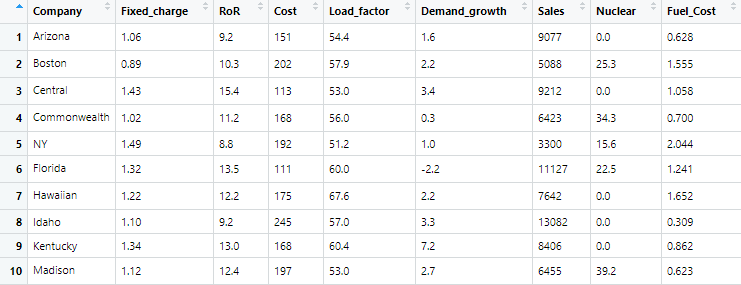 Company Fixed_charge RoR Cost Load_factor Demand_growth Sales Nuclear Fuel_Cost
1 Arizona 1.06 9.2 151 54.4 1.6 9077 0.0 0.628
2 Boston 0.89 10.3 202 57.9 2.2 5088 25.3 1.555
3 Central 1.43 15.4 113 53.0 3.4 9212 0.0 1.058
4 Commonwealth 1.02 11.2 168 56.0 0.3 6423 34.3 0.700
5 NY 1.49 8.8 192 51.2 1.0 3300 15.6 2.044
6 Florida 1.32 13.5 111 60.0 -2.2 11127 22.5 1.241
7 Hawaiian 1.22 12.2 175 67.6 2.2 7642 0.0 1.652
8 Idaho 1.10 9.2 245 57.0 3.3 13082 0.0 0.309
9 Kentucky 1.34 13.0 168 60.4 7.2 8406 0.0 0.862
10 Madison 1.12 12.4 197 53.0 2.7 6455 39.2 0.623